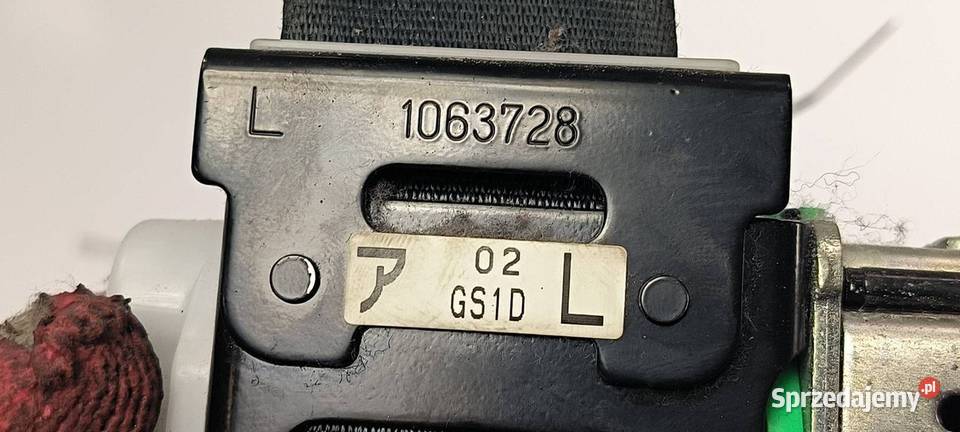 L 1063728
ア 02 L
GS1D
Sprzedajemy.pl